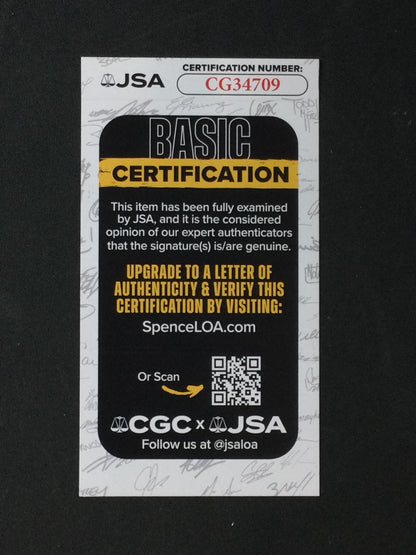 JSA
CERTIFICATION NUMBER:
CG34709
BASIC
CERTIFICATION
This item has been fully examined
by JSA, and it is the considered
opinion of our expert authenticators
that the signature(s) is/are genuine.
UPGRADE TO A LETTER OF
AUTHENTICITY & VERIFY THIS
CERTIFICATION BY VISITING:
SpenceLOA.com
Or Scan
CGC x JSA
Follow us at @jsaloa